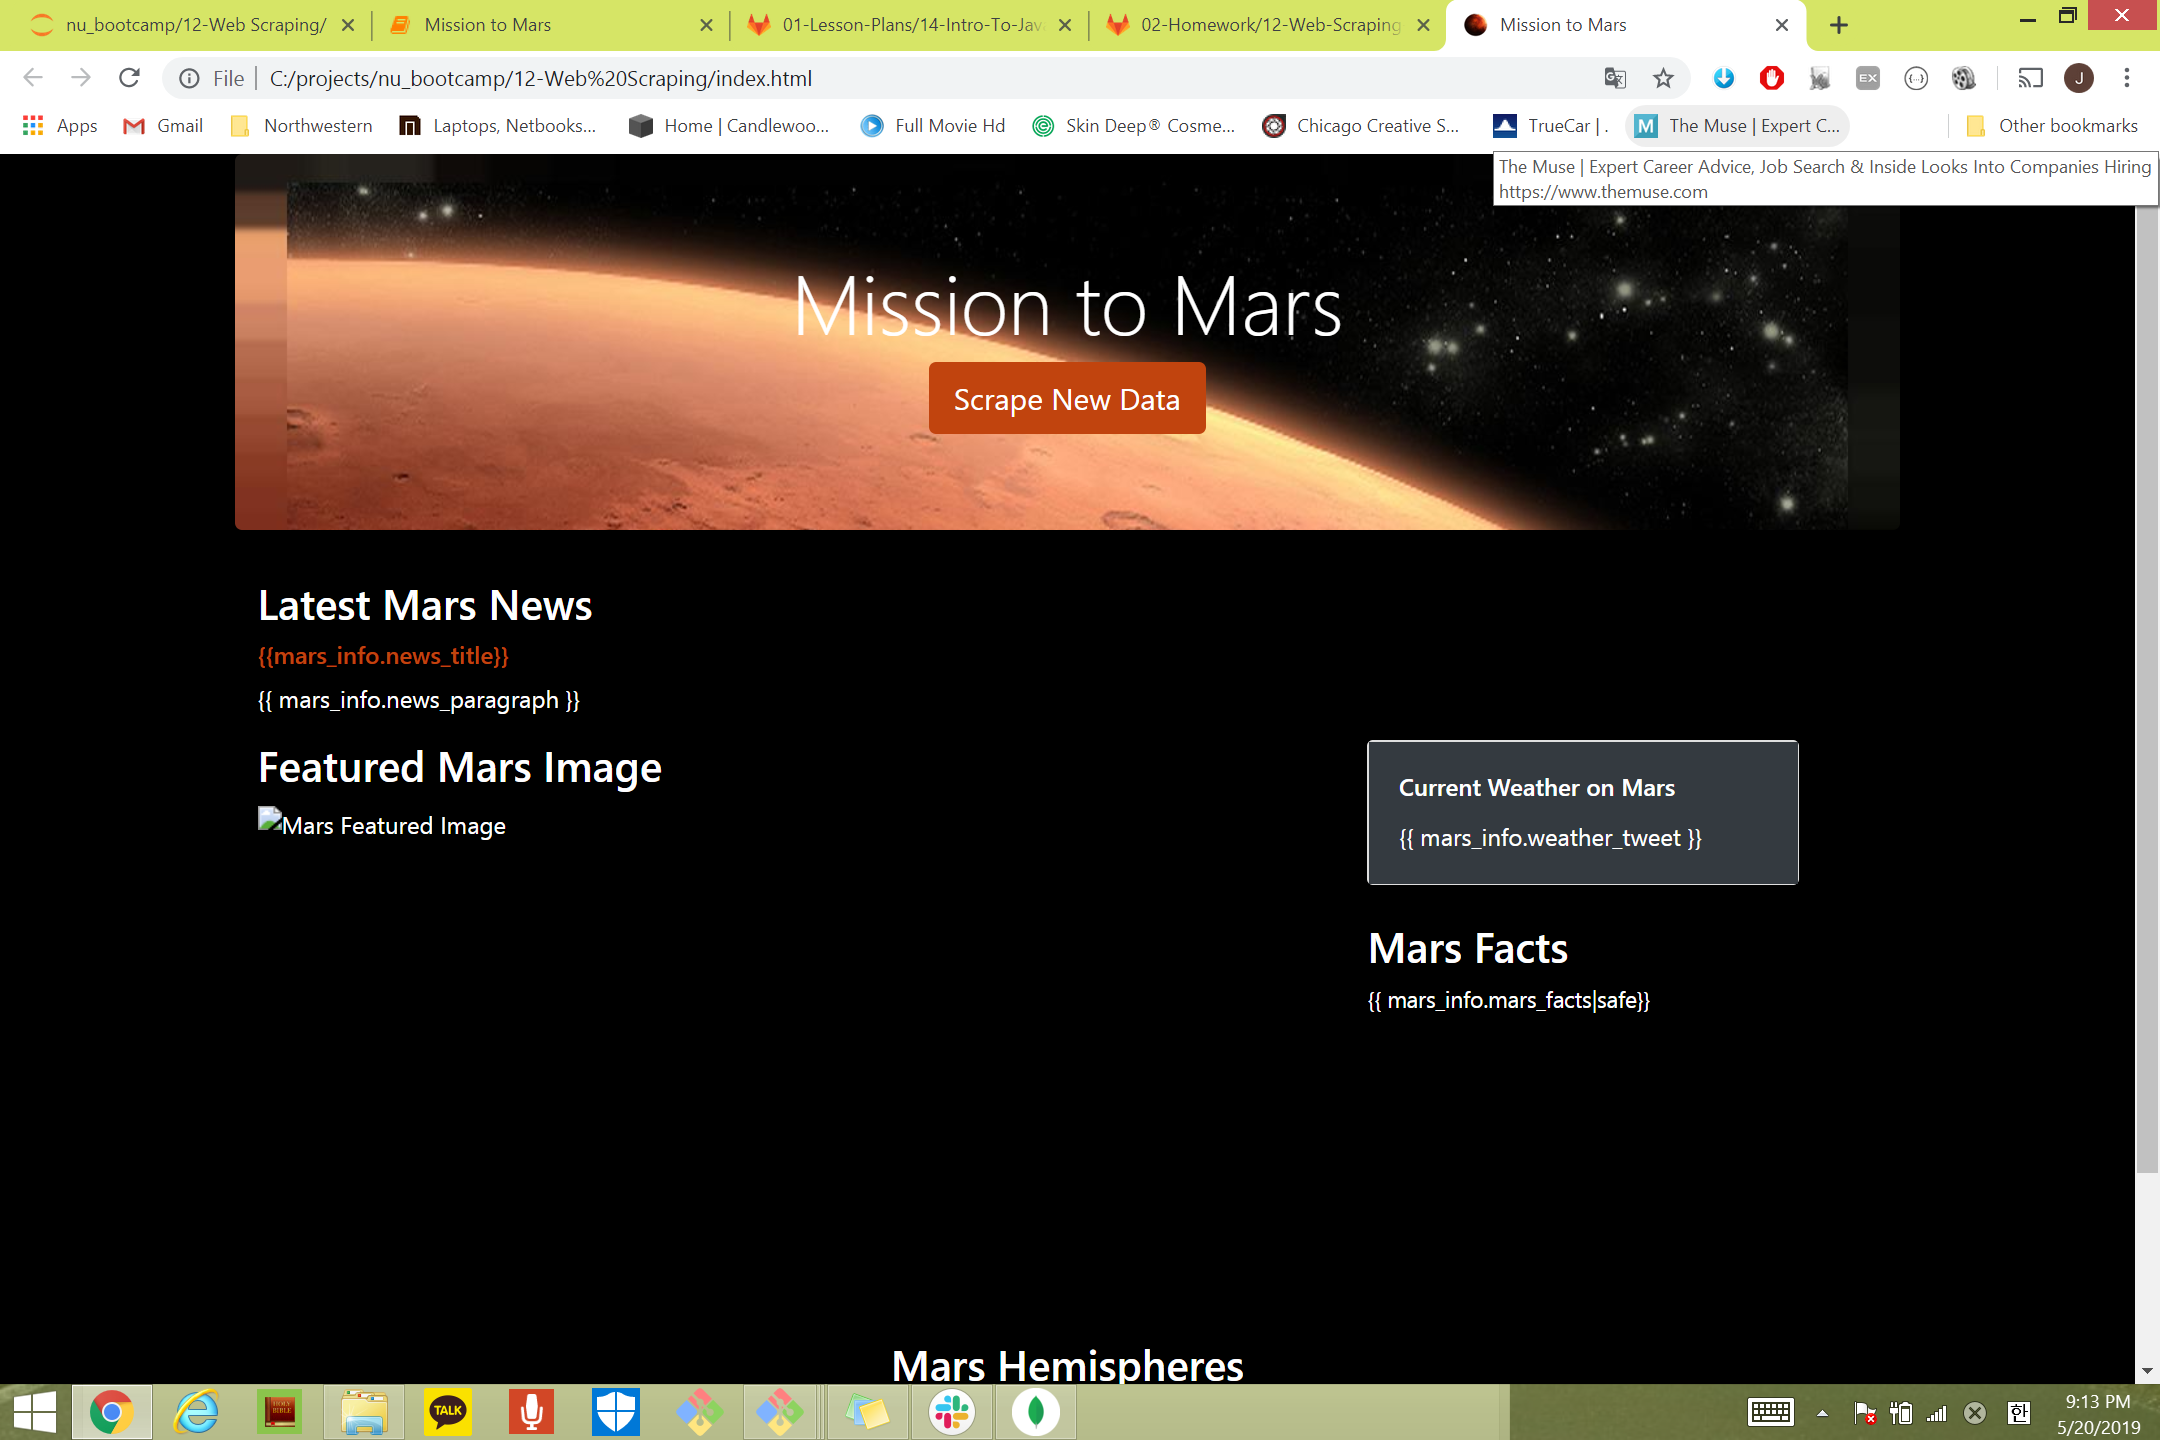 nu_bootcamp/12-Web Scraping/
Mission to Mars
01-Lesson-Plans/14-Intro-To-Jav
02-Homework/12-Web-Scraping
Mission to Mars
File
C:/projects/nu_bootcamp/12-Web%20Scraping/index.html
EX
J
Apps
Gmail
Northwestern
Laptops, Netbooks...
Home | Candlewoo...
Full Movie Hd
Skin Deep® Cosme...
Chicago Creative S...
TrueCar | .
M
The Muse | Expert C...
Other bookmarks
The Muse | Expert Career Advice, Job Search & Inside Looks Into Companies Hiring
https://www.themuse.com
Mission to Mars
Scrape New Data
Latest Mars News
{{mars_info.news_title}}
{{ mars_info.news_paragraph }}
Featured Mars Image
Mars Featured Image
Current Weather on Mars
{{ mars_info.weather_tweet }}
Mars Facts
{{ mars_info.mars_facts|safe}}
Mars Hemispheres
HOLY BIBLE
TALK
한
9:13 PM
5/20/2019